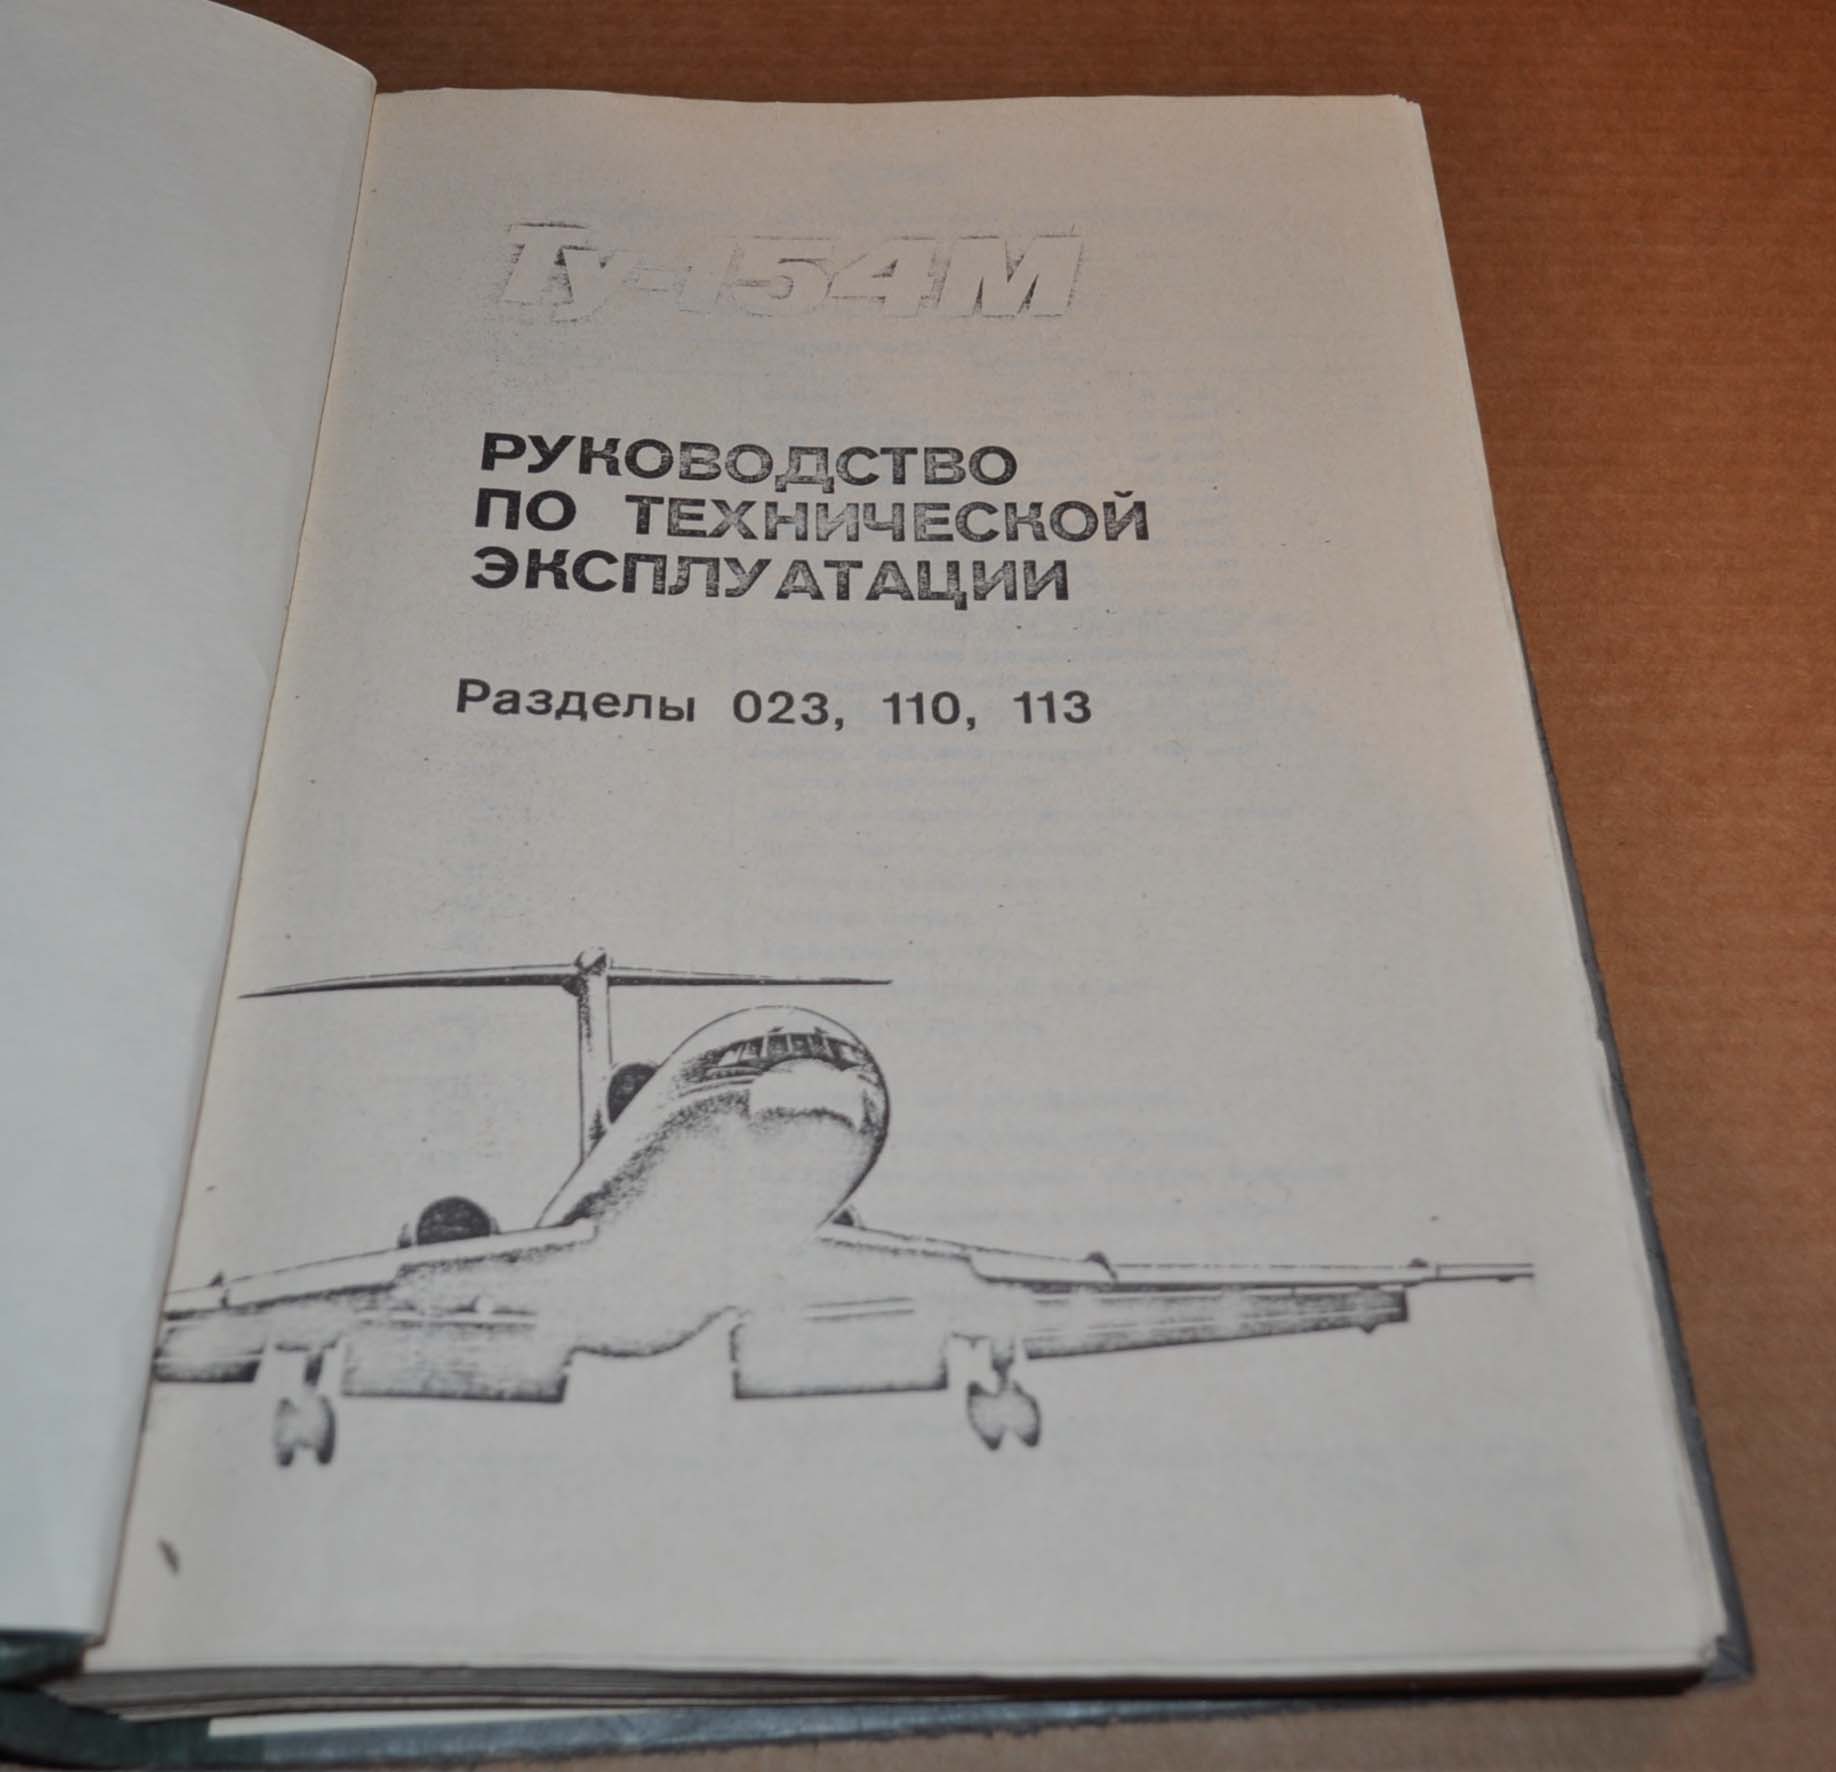 Ту-154М
РУКОВОДСТВО
ПО ТЕХНИЧЕСКОЙ
ЭКСПЛУАТАЦИИ
Разделы 023, 110, 113